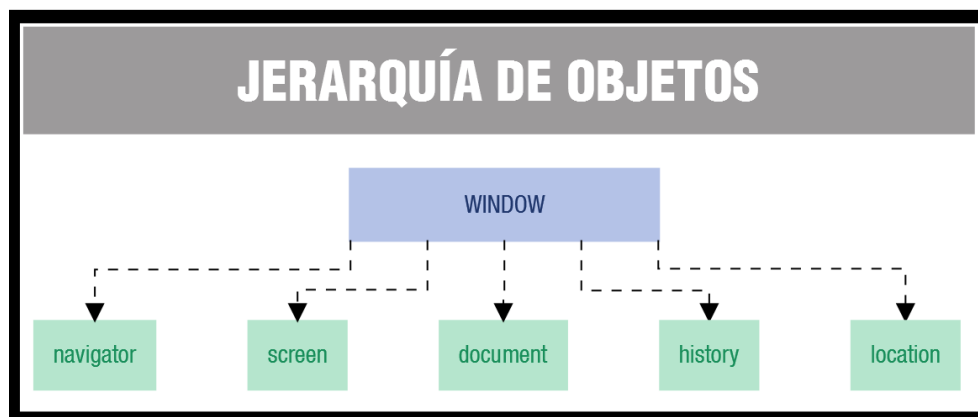 JERARQUÍA DE OBJETOS
WINDOW
navigator
screen
document
history
location